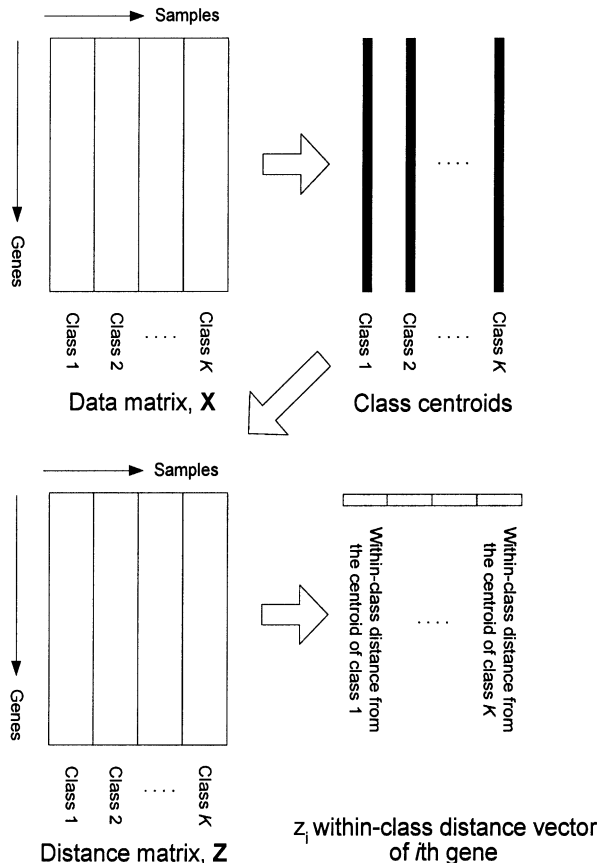 Samples
Genes
Class 1
Class 2
....
Class K
Data matrix, X
....
Class 1
Class 2
....
Class K
Class centroids
Samples
Genes
Class 1
Class 2
....
Class K
Distance matrix, Z
Within-class distance from
the centroid of class 1
....
Within-class distance from
the centroid of class K
zi within-class distance vector
of ith gene